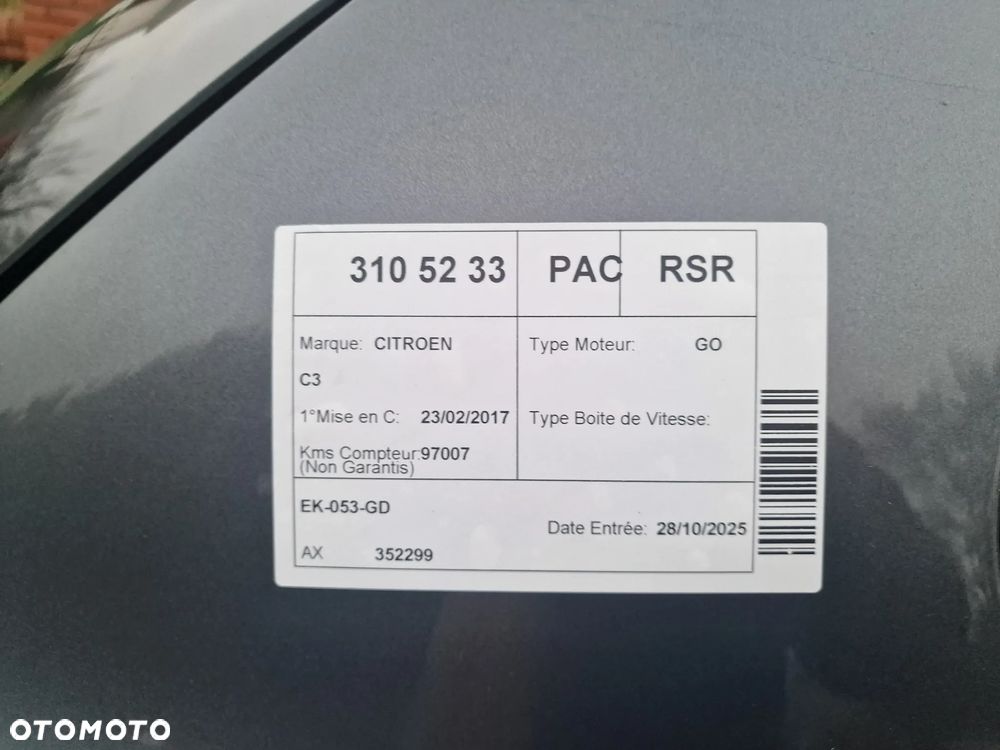 310 52 33 PAC RSR
Marque: CITROEN
Type Moteur: GO
C3
1°Mise en C: 23/02/2017
Type Boite de Vitesse:
Kms Compteur:97007
(Non Garantis)
EK-053-GD
Date Entrée: 28/10/2025
AX 352299
OTOMOTO